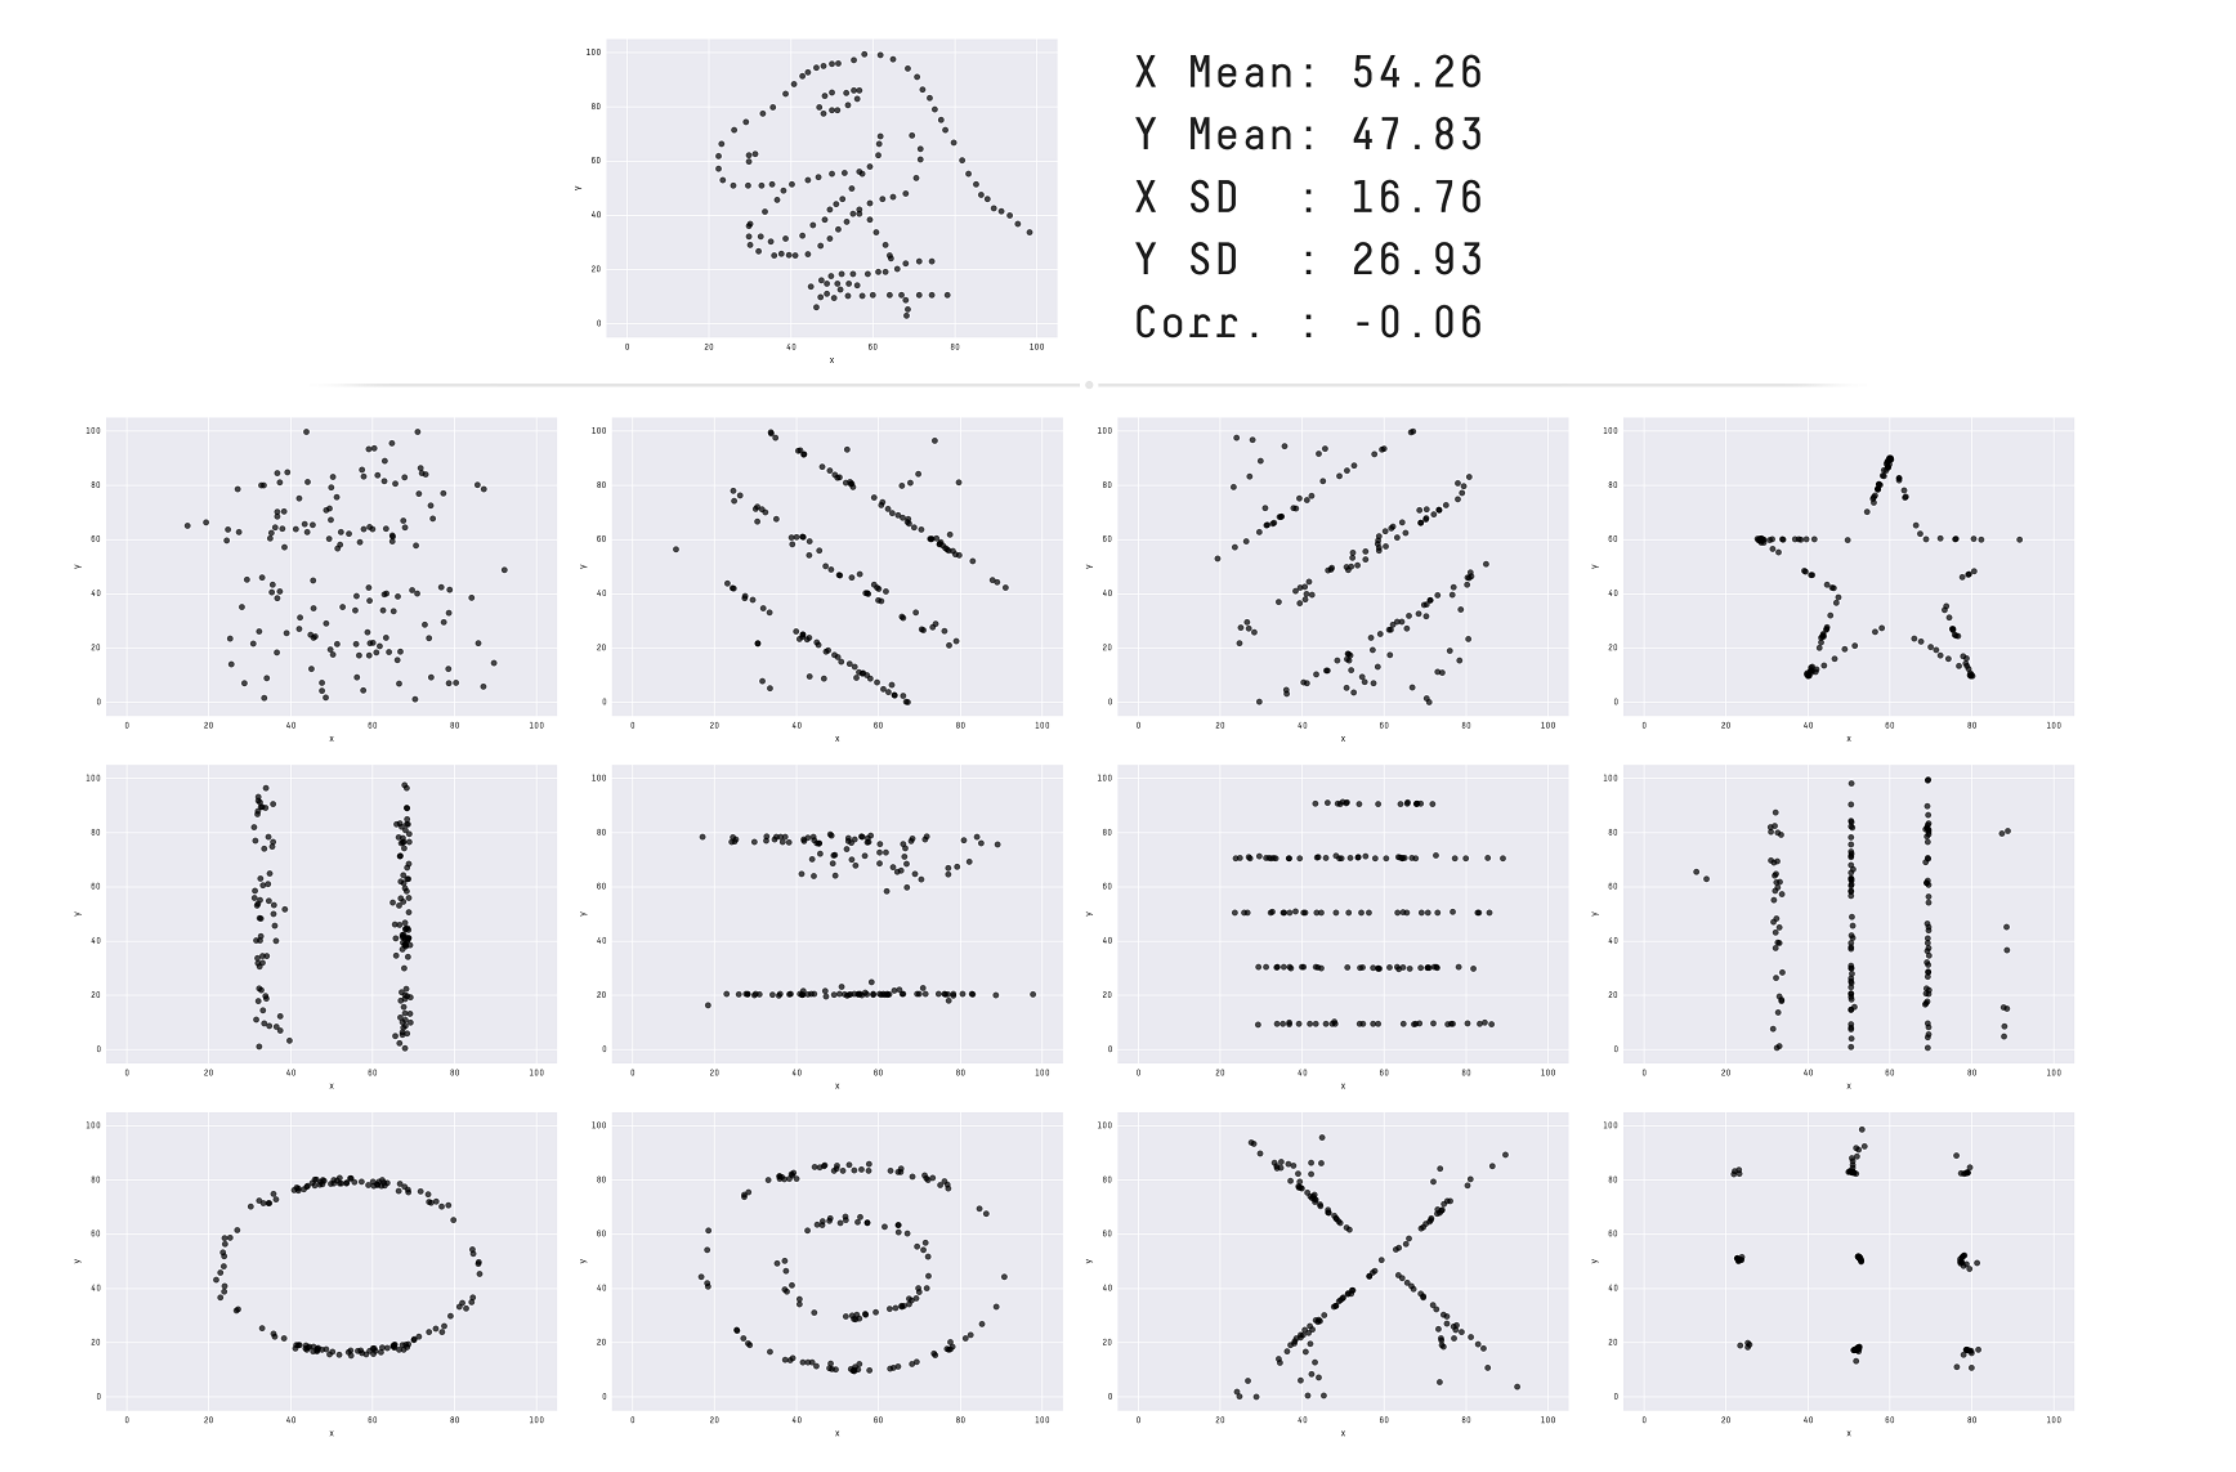 X Mean: 54.26
Y Mean: 47.83
X SD : 16.76
Y SD : 26.93
Corr. : -0.06
100
80
60
y
40
20
0
0 20 40 60 80 100
x
100 100 100 100
80 80 80 80
60 60 60 60
y y y y
40 40 40 40
20 20 20 20
0 0 0 0
0 20 40 60 80 100 0 20 40 60 80 100 0 20 40 60 80 100 0 20 40 60 80 100
x x x x
100 100 100 100
80 80 80 80
60 60 60 60
y y y y
40 40 40 40
20 20 20 20
0 0 0 0
0 20 40 60 80 100 0 20 40 60 80 100 0 20 40 60 80 100 0 20 40 60 80 100
x x x x
100 100 100 100
80 80 80 80
60 60 60 60
y y y y
40 40 40 40
20 20 20 20
0 0 0 0
0 20 40 60 80 100 0 20 40 60 80 100 0 20 40 60 80 100 0 20 40 60 80 100
x x x x